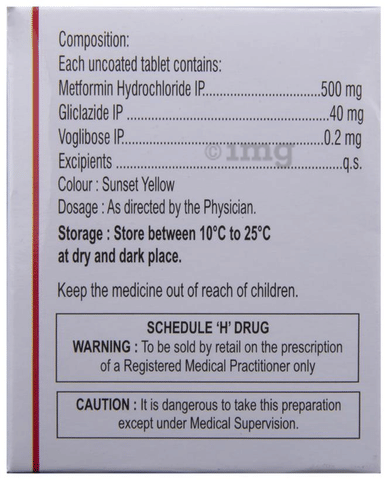 Composition:
Each uncoated tablet contains:
Metformin Hydrochloride IP..............................500 mg
Gliclazide IP ....................................................40 mg
Voglibose IP....................................................0.2 mg
Excipients ...........................................................q.s.
©1mg
Colour : Sunset Yellow
Dosage : As directed by the Physician.
Storage : Store between 10°C to 25°C
at dry and dark place.
Keep the medicine out of reach of children.
SCHEDULE ‘H’ DRUG
WARNING : To be sold by retail on the prescription
of a Registered Medical Practitioner only
CAUTION : It is dangerous to take this preparation
except under Medical Supervision.